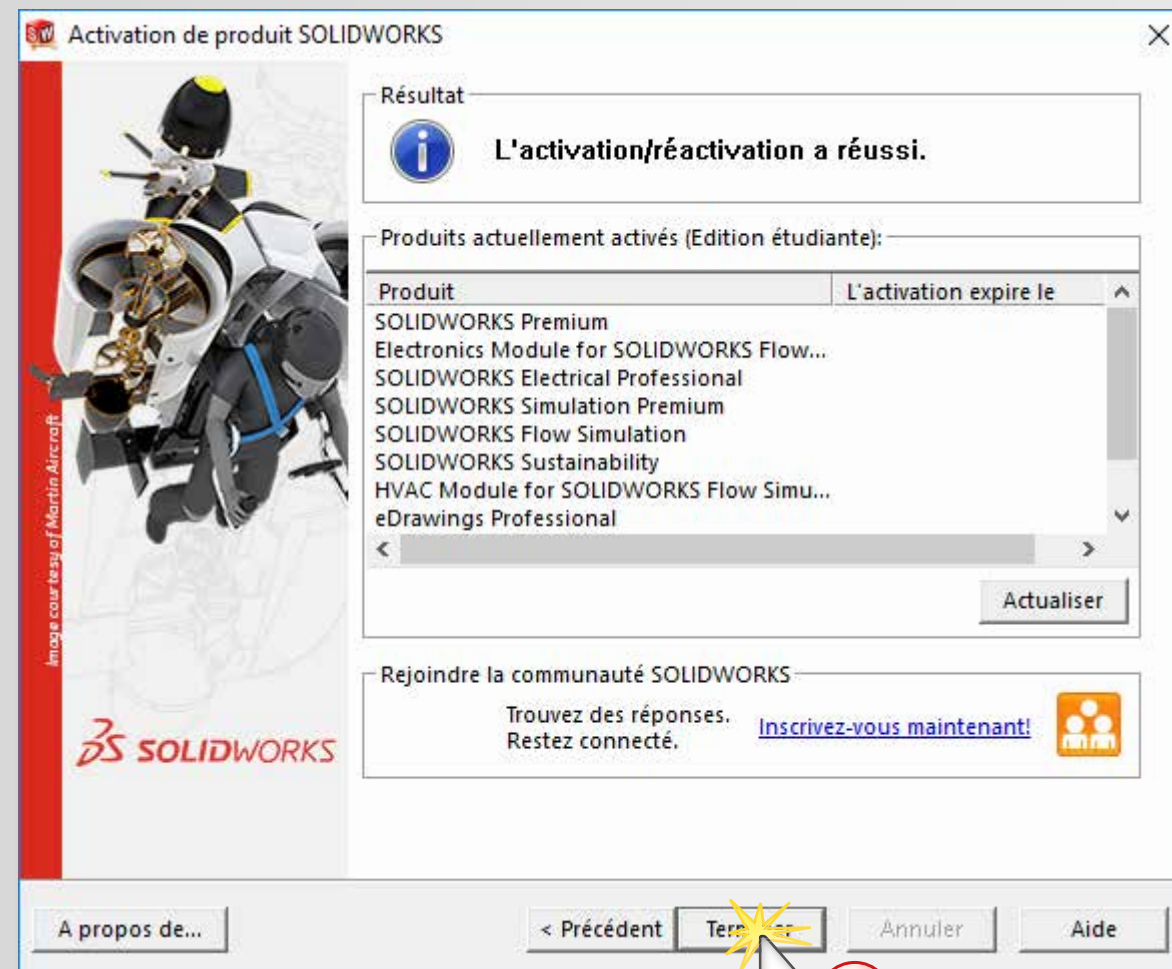 Activation de produit SOLIDWORKS
Résultat
L'activation/réactivation a réussi.
Produits actuellement activés (Edition étudiante):
Produit L'activation expire le
SOLIDWORKS Premium
Electronics Module for SOLIDWORKS Flow...
SOLIDWORKS Electrical Professional
SOLIDWORKS Simulation Premium
SOLIDWORKS Flow Simulation
SOLIDWORKS Sustainability
HVAC Module for SOLIDWORKS Flow Simu...
eDrawings Professional
Actualiser
Rejoindre la communauté SOLIDWORKS
Trouvez des réponses.
Restez connecté.
Inscrivez-vous maintenant!
Image courtesy of Martin Aircraft
SOLIDWORKS
A propos de... < Précédent Annuler Aide